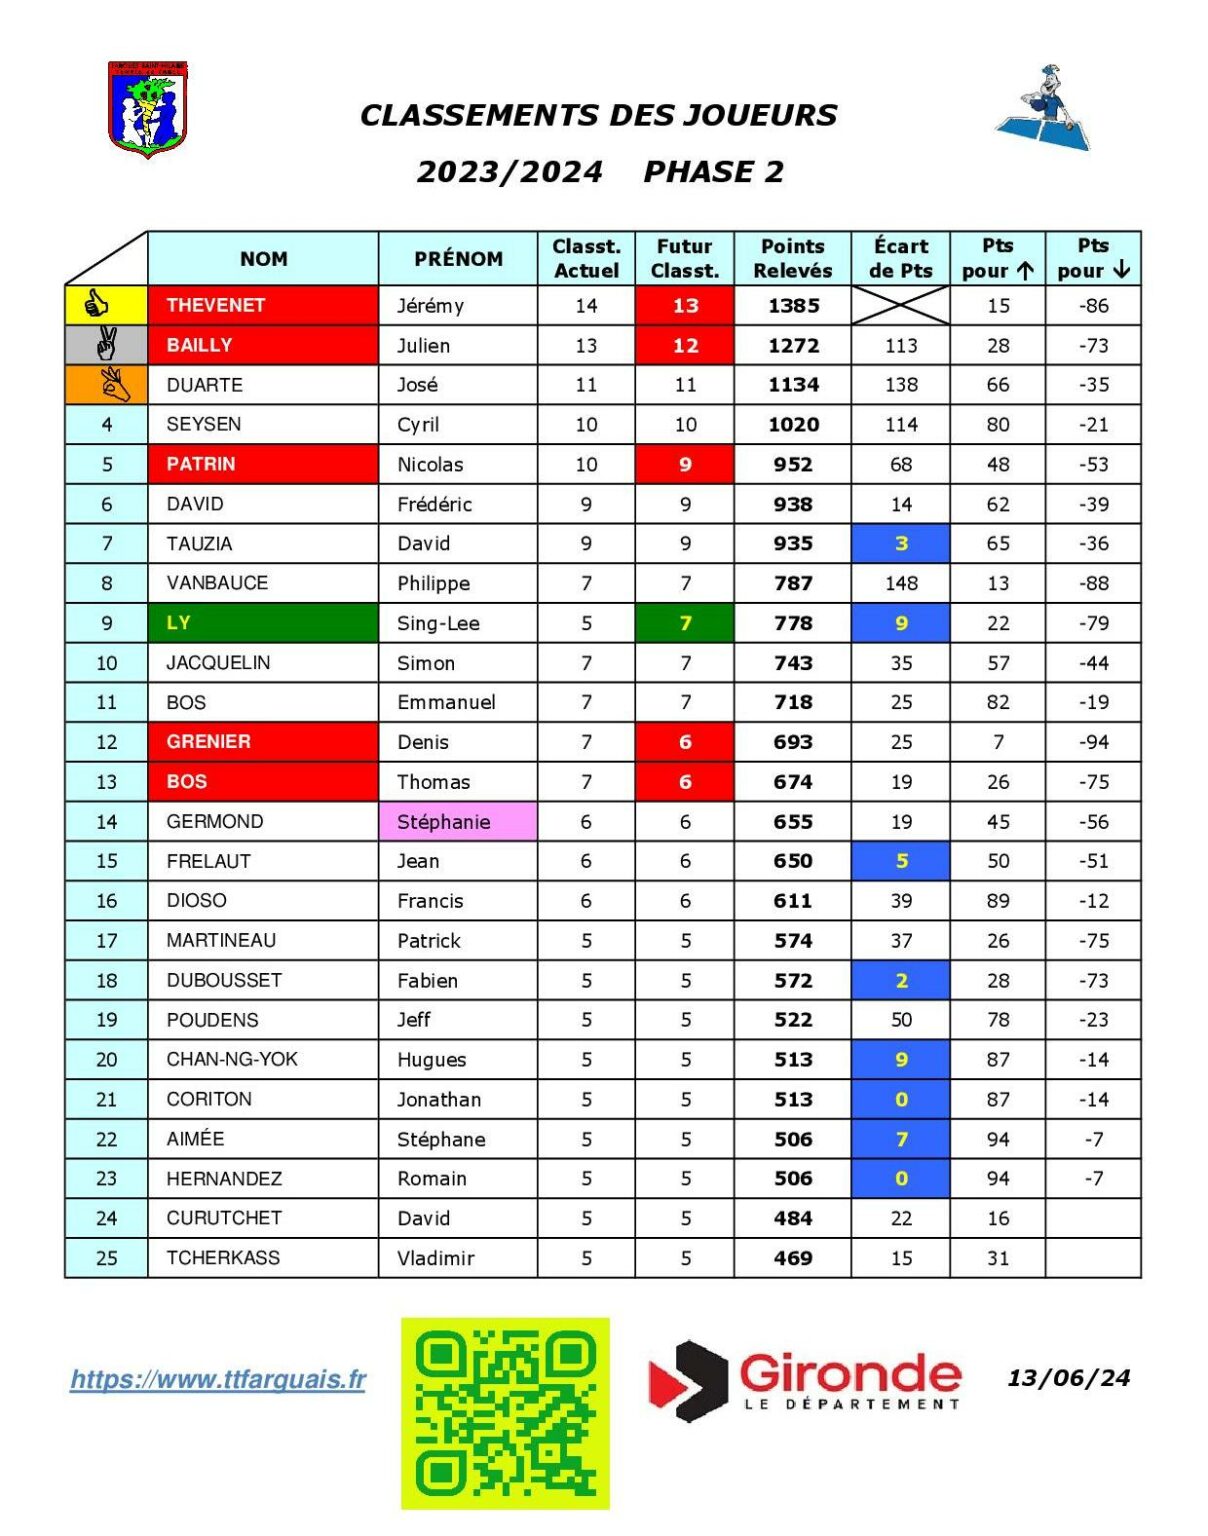 FARGUES SAINT-HILAIRE
TENNIS DE TABLE
CLASSEMENTS DES JOUEURS
2023/2024 PHASE 2
NOM PRÉNOM Classt. Actuel Futur Classt. Points Relevés Écart de Pts Pts pour ↑ Pts pour ↓
THEVENET Jérémy 14 13 1385 15 -86
BAILLY Julien 13 12 1272 113 28 -73
DUARTE José 11 11 1134 138 66 -35
4 SEYSEN Cyril 10 10 1020 114 80 -21
5 PATRIN Nicolas 10 9 952 68 48 -53
6 DAVID Frédéric 9 9 938 14 62 -39
7 TAUZIA David 9 9 935 3 65 -36
8 VANBAUCE Philippe 7 7 787 148 13 -88
9 LY Sing-Lee 5 7 778 9 22 -79
10 JACQUELIN Simon 7 7 743 35 57 -44
11 BOS Emmanuel 7 7 718 25 82 -19
12 GRENIER Denis 7 6 693 25 7 -94
13 BOS Thomas 7 6 674 19 26 -75
14 GERMOND Stéphanie 6 6 655 19 45 -56
15 FRELAUT Jean 6 6 650 5 50 -51
16 DIOSO Francis 6 6 611 39 89 -12
17 MARTINEAU Patrick 5 5 574 37 26 -75
18 DUBOUSSET Fabien 5 5 572 2 28 -73
19 POUDENS Jeff 5 5 522 50 78 -23
20 CHAN-NG-YOK Hugues 5 5 513 9 87 -14
21 CORITON Jonathan 5 5 513 0 87 -14
22 AIMÉE Stéphane 5 5 506 7 94 -7
23 HERNANDEZ Romain 5 5 506 0 94 -7
24 CURUTCHET David 5 5 484 22 16
25 TCHERKASS Vladimir 5 5 469 15 31
https://www.ttfarguais.fr
Gironde
LE DÉPARTEMENT
13/06/24